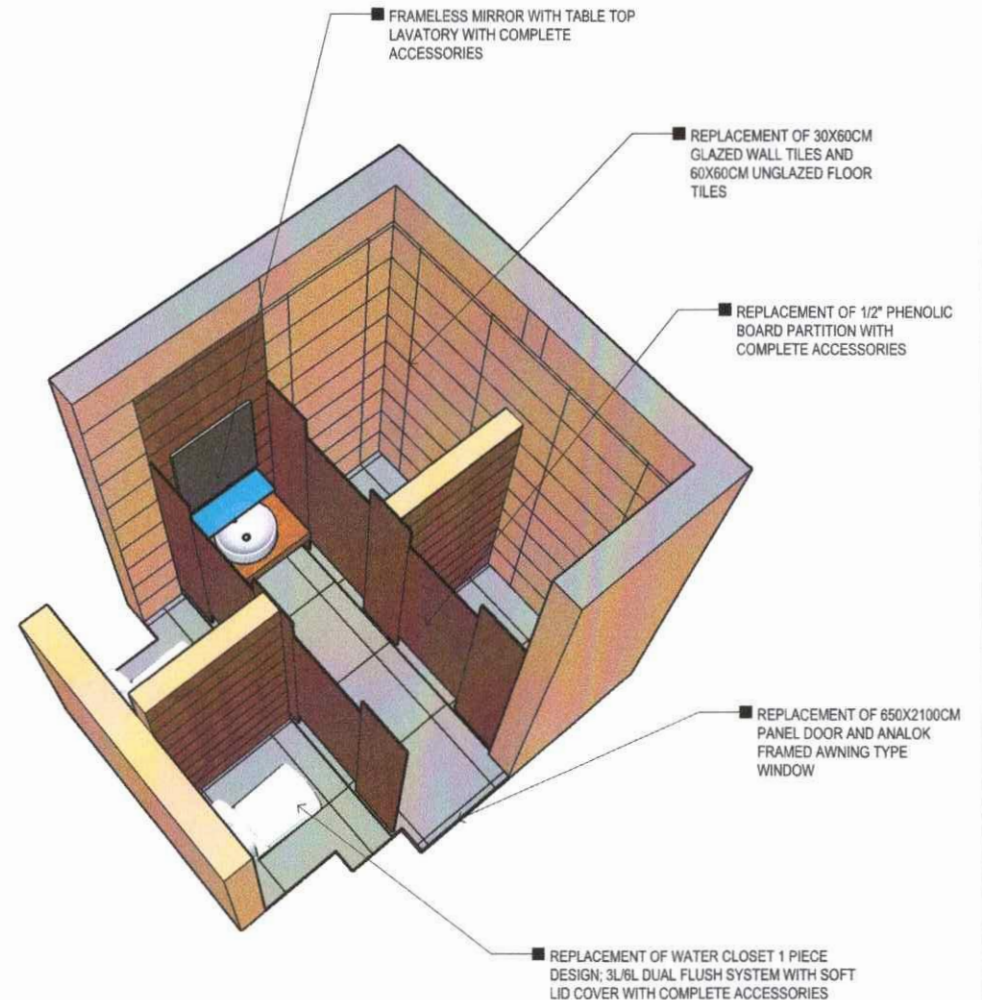 FRAMELESS MIRROR WITH TABLE TOP
LAVATORY WITH COMPLETE
ACCESSORIES
REPLACEMENT OF 30X60CM
GLAZED WALL TILES AND
60X60CM UNGLAZED FLOOR
TILES
REPLACEMENT OF 1/2" PHENOLIC
BOARD PARTITION WITH
COMPLETE ACCESSORIES
REPLACEMENT OF 650X2100CM
PANEL DOOR AND ANALOK
FRAMED AWNING TYPE
WINDOW
REPLACEMENT OF WATER CLOSET 1 PIECE
DESIGN; 3L/6L DUAL FLUSH SYSTEM WITH SOFT
LID COVER WITH COMPLETE ACCESSORIES